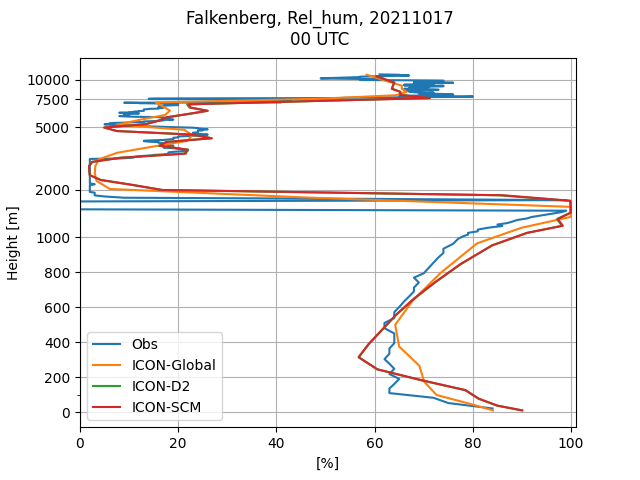 Falkenberg, Rel_hum, 20211017
00 UTC
10000
7500
5000
2000
1000
800
600
400
200
0
Height [m]
Obs
ICON-Global
ICON-D2
ICON-SCM
0 20 40 60 80 100
[%]